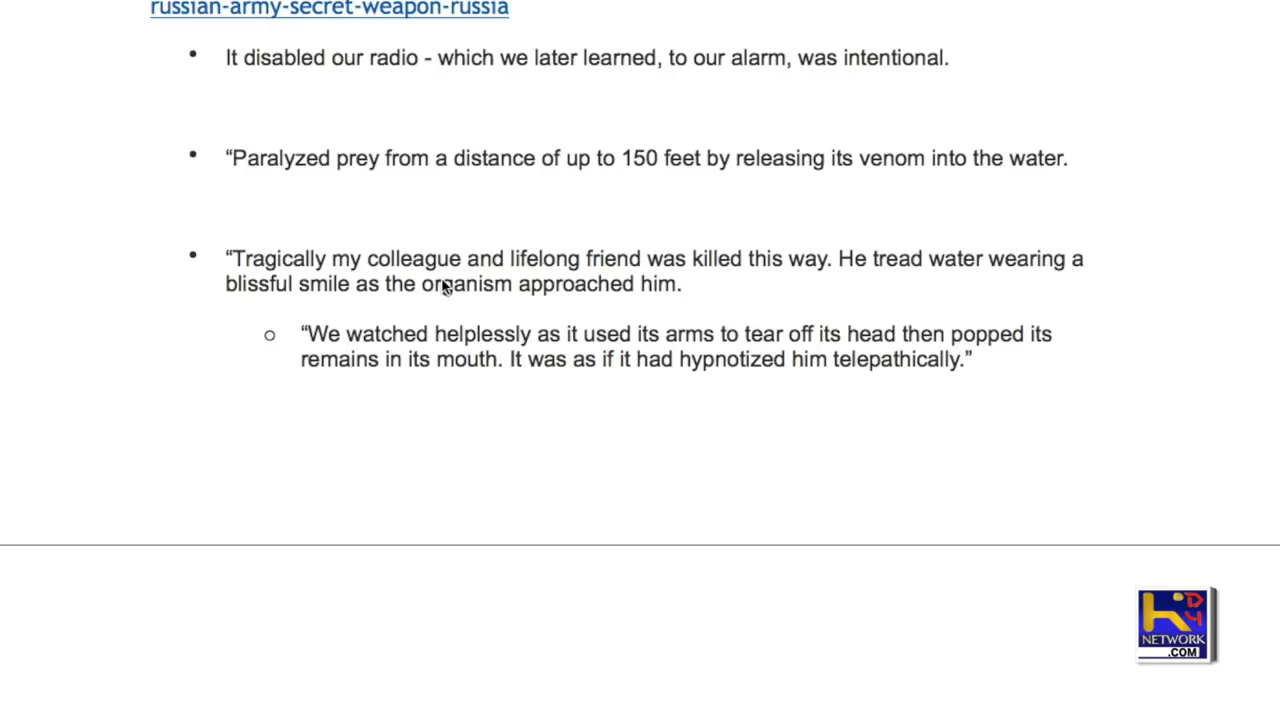 russian-army-secret-weapon-russia
• It disabled our radio - which we later learned, to our alarm, was intentional.
• “Paralyzed prey from a distance of up to 150 feet by releasing its venom into the water.
• “Tragically my colleague and lifelong friend was killed this way. He tread water wearing a
blissful smile as the organism approached him.
○ “We watched helplessly as it used its arms to tear off its head then popped its
remains in its mouth. It was as if it had hypnotized him telepathically.”
D
4
NETWORK
.COM